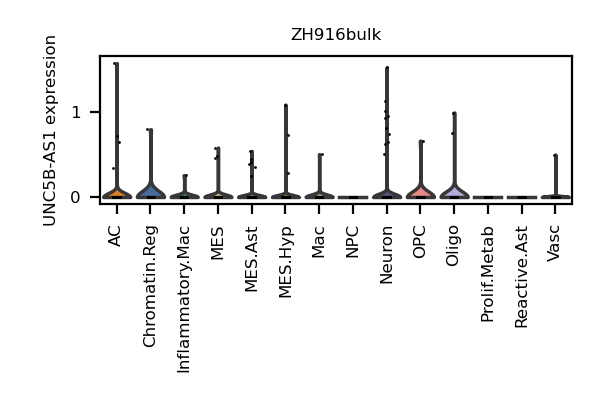 ZH916bulk
UNC5B-AS1 expression
1
0
AC
Chromatin.Reg
Inflammatory.Mac
MES
MES.Ast
MES.Hyp
Mac
NPC
Neuron
OPC
Oligo
Prolif.Metab
Reactive.Ast
Vasc